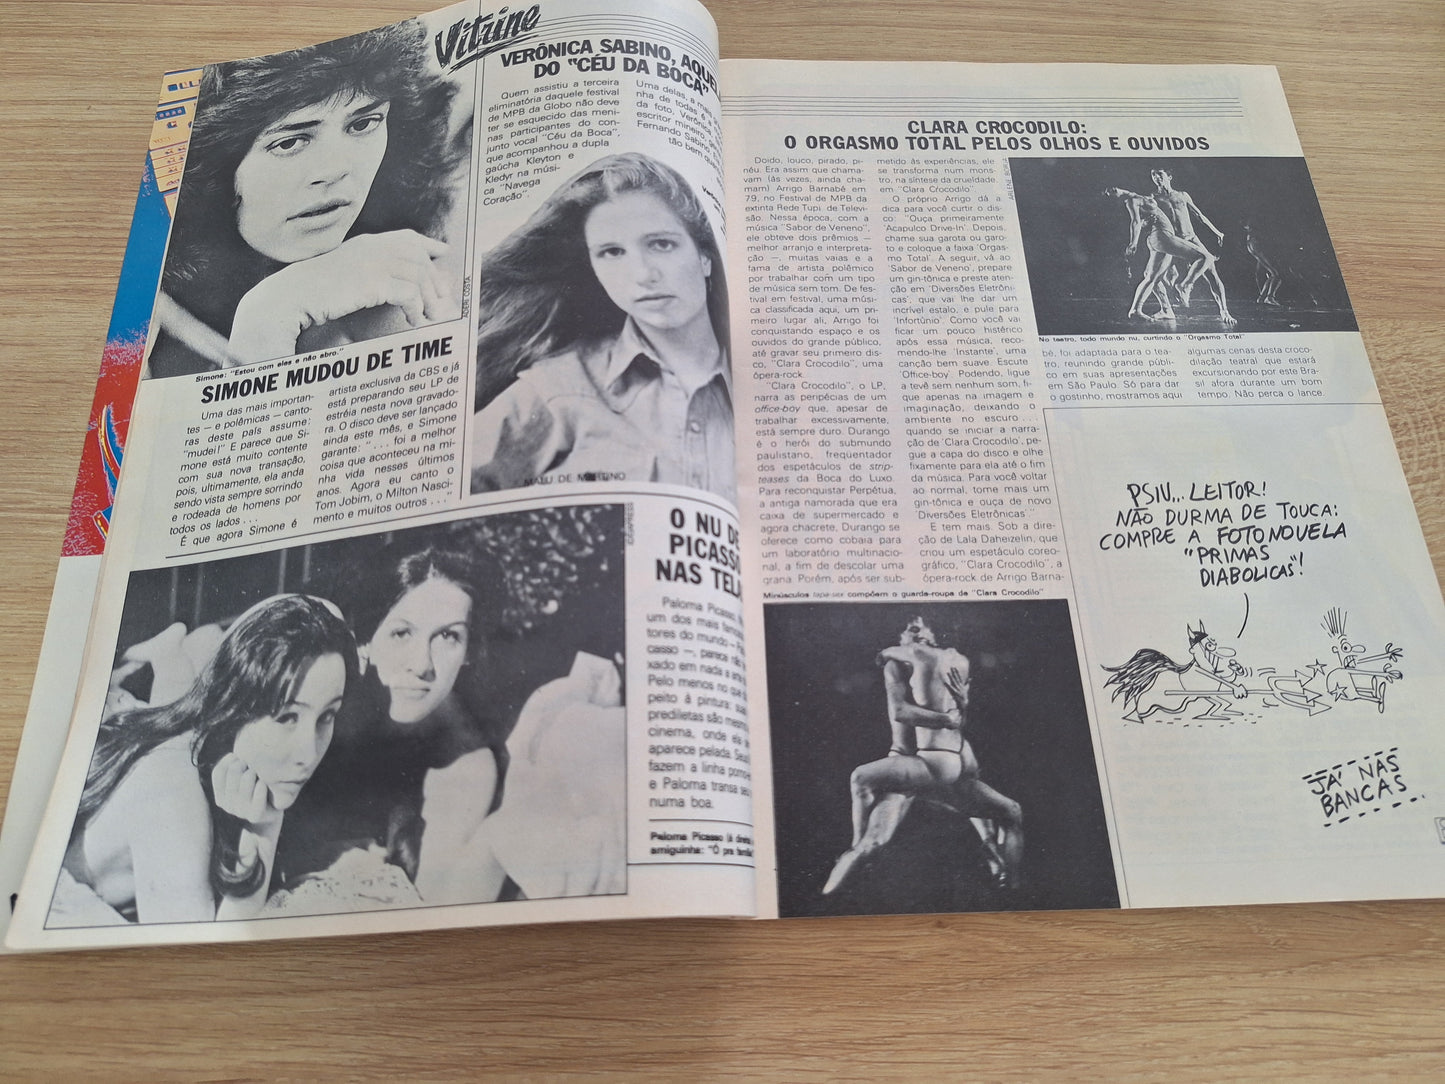 Vitrine
VERÔNICA SABINO, AQUELA
DO "CÉU DA BOCA"
Quem assistiu a terceira
eliminatória daquele festival
de MPB da Globo não deve
ter se esquecido das meni-
nas participantes do con-
junto vocal "Céu da Boca",
que acompanhou a dupla
gaúcha Kleyton e
Kledyr na músi-
ca "Navega
Coração".
Uma delas, a mais
nha de todas é a
da foto, Verônica
escritor mineiro,
Fernando Sabino.
tão bem quan
ADERI COSTA
Simone: "Estou com eles e não abro."
SIMONE MUDOU DE TIME
Uma das mais importan-
tes — e polêmicas — canto-
ras deste país assume:
"mudei!" E parece que Si-
mone está muito contente
com sua nova transação,
pois, ultimamente, ela anda
sendo vista sempre sorrindo
e rodeada de homens por
todos os lados . . .
É que agora Simone é
artista exclusiva da CBS e já
está preparando seu LP de
estréia nesta nova gravado-
ra. O disco deve ser lançado
ainda este mês, e Simone
garante: " . . . foi a melhor
coisa que aconteceu na mi-
nha vida nesses últimos
anos. Agora eu canto o
Tom Jobim, o Milton Nasci-
mento e muitos outros . . ."
O NU DE
PICASSO
NAS TEL
Paloma Picasso,
um dos mais famo
tores do mundo —
casso —, parece não
xado em nada a
Pelo menos no que
peito à pintura: sua
prediletas são mesmo
cinema, onde ela
aparece pelada. Seus
fazem a linha porno-
e Paloma transa seu
numa boa.
Paloma Picasso (à direita
amiguinha: "Ó pra família
CLARA CROCODILO:
O ORGASMO TOTAL PELOS OLHOS E OUVIDOS
Doido, louco, pirado, pi-
néu. Era assim que chama-
vam (às vezes, ainda cha-
mam) Arrigo Barnabé em
79, no Festival de MPB da
extinta Rede Tupi de Televi-
são. Nessa época, com a
música "Sabor de Veneno",
ele obteve dois prêmios —
melhor arranjo e interpreta-
ção —, muitas vaias e a
fama de artista polêmico
por trabalhar com um tipo
de música sem tom. De fes-
tival em festival, uma músi-
ca classificada aqui, um pri-
meiro lugar ali, Arrigo foi
conquistando espaço e os
ouvidos do grande público,
até gravar seu primeiro dis-
co, "Clara Crocodilo", uma
ópera-rock.
"Clara Crocodilo", o LP,
narra as peripécias de um
office-boy que, apesar de
trabalhar excessivamente,
está sempre duro. Durango
é o herói do submundo
paulistano, freqüentador
dos espetáculos de strip-
teases da Boca do Luxo.
Para reconquistar Perpétua,
a antiga namorada que era
caixa de supermercado e
agora chacrete, Durango se
oferece como cobaia para
um laboratório multinacio-
nal, a fim de descolar uma
grana. Porém, após ser sub-
metido às experiências, ele
se transforma num mons-
tro, na síntese da crueldade,
em "Clara Crocodilo".
O próprio Arrigo dá a
dica para você curtir o dis-
co: "Ouça primeiramente
'Acapulco Drive-In'. Depois,
chame sua garota ou garo-
to e coloque a faixa 'Orgas-
mo Total'. A seguir, vá ao
'Sabor de Veneno', prepare
um gin-tônica e preste aten-
ção em 'Diversões Eletrôni-
cas', que vai lhe dar um
incrível estalo, e pule para
'Infortúnio'. Como você vai
ficar um pouco histérico
após essa música, reco-
mendo-lhe 'Instante', uma
canção bem suave. Escute
'Office-boy'. Podendo, ligue
a tevê sem nenhum som, fi-
que apenas na imagem e
imaginação, deixando o
ambiente no escuro . . .
quando se iniciar a narra-
ção de 'Clara Crocodilo', pe-
gue a capa do disco e olhe
fixamente para ela até o fim
da música. Para você voltar
ao normal, tome mais um
gin-tônica e ouça de novo
'Diversões Eletrônicas'."
E tem mais. Sob a dire-
ção de Lala Daheizelin, que
criou um espetáculo coreo-
gráfico, "Clara Crocodilo", a
ópera-rock de Arrigo Barna-
No teatro, todo mundo nu, curtindo o "Orgasmo Total"
bé, foi adaptada para o tea-
tro, reunindo grande públi-
co em suas apresentações
em São Paulo. Só para dar
o gostinho, mostramos aqui
algumas cenas desta croco-
dilação teatral que estará
excursionando por este Bra-
sil afora durante um bom
tempo. Não perca o lance.
Minúsculos tapa-sex compõem o guarda-roupa de "Clara Crocodilo"
PSIU... LEITOR!
NÃO DURMA DE TOUCA:
COMPRE A FOTONOVELA
"PRIMAS
DIABÓLICAS"!
JÁ NAS
BANCAS